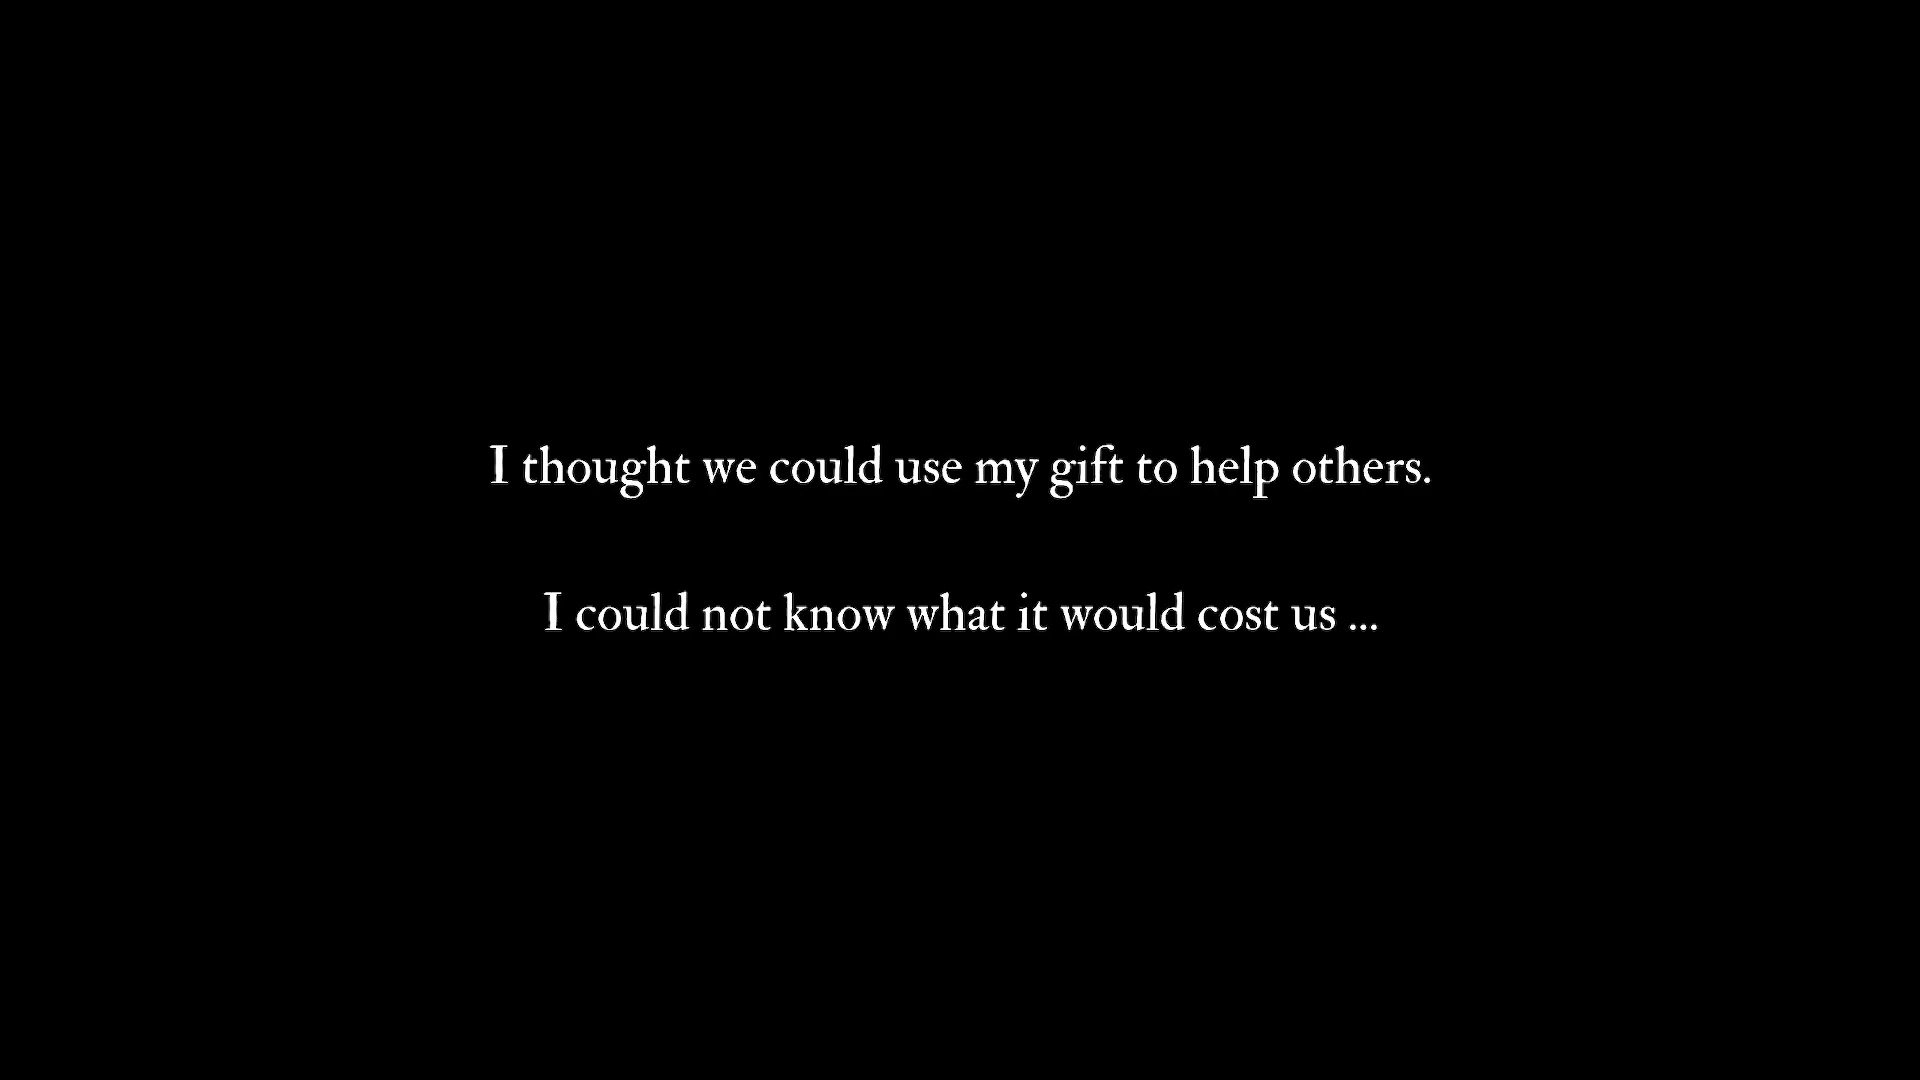 I thought we could use my gift to help others.
I could not know what it would cost us ...